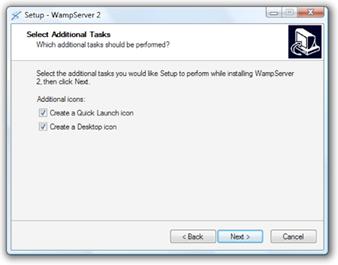 Setup - WampServer 2
Select Additional Tasks
Which additional tasks should be performed?
Select the additional tasks you would like Setup to perform while installing WampServer
2, then click Next.
Additional icons:
Create a Quick Launch icon
Create a Desktop icon
< Back Next > Cancel